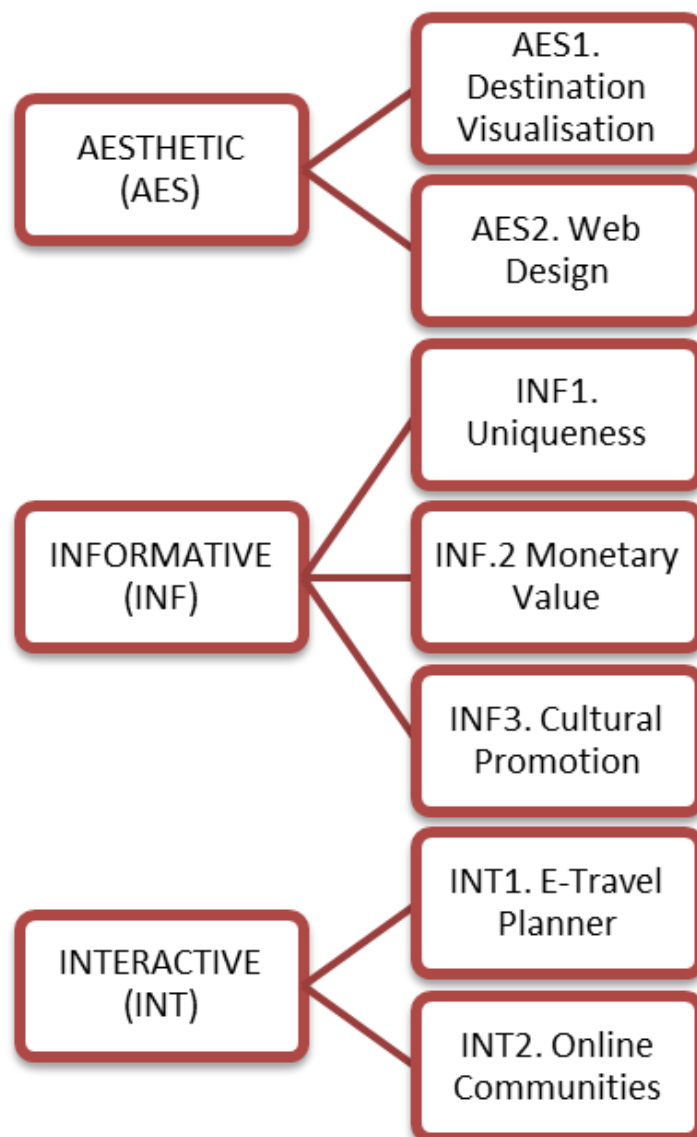 AESTHETIC
(AES)
AES1.
Destination
Visualisation
AES2. Web
Design
INFORMATIVE
(INF)
INF1.
Uniqueness
INF.2 Monetary
Value
INF3. Cultural
Promotion
INTERACTIVE
(INT)
INT1. E-Travel
Planner
INT2. Online
Communities